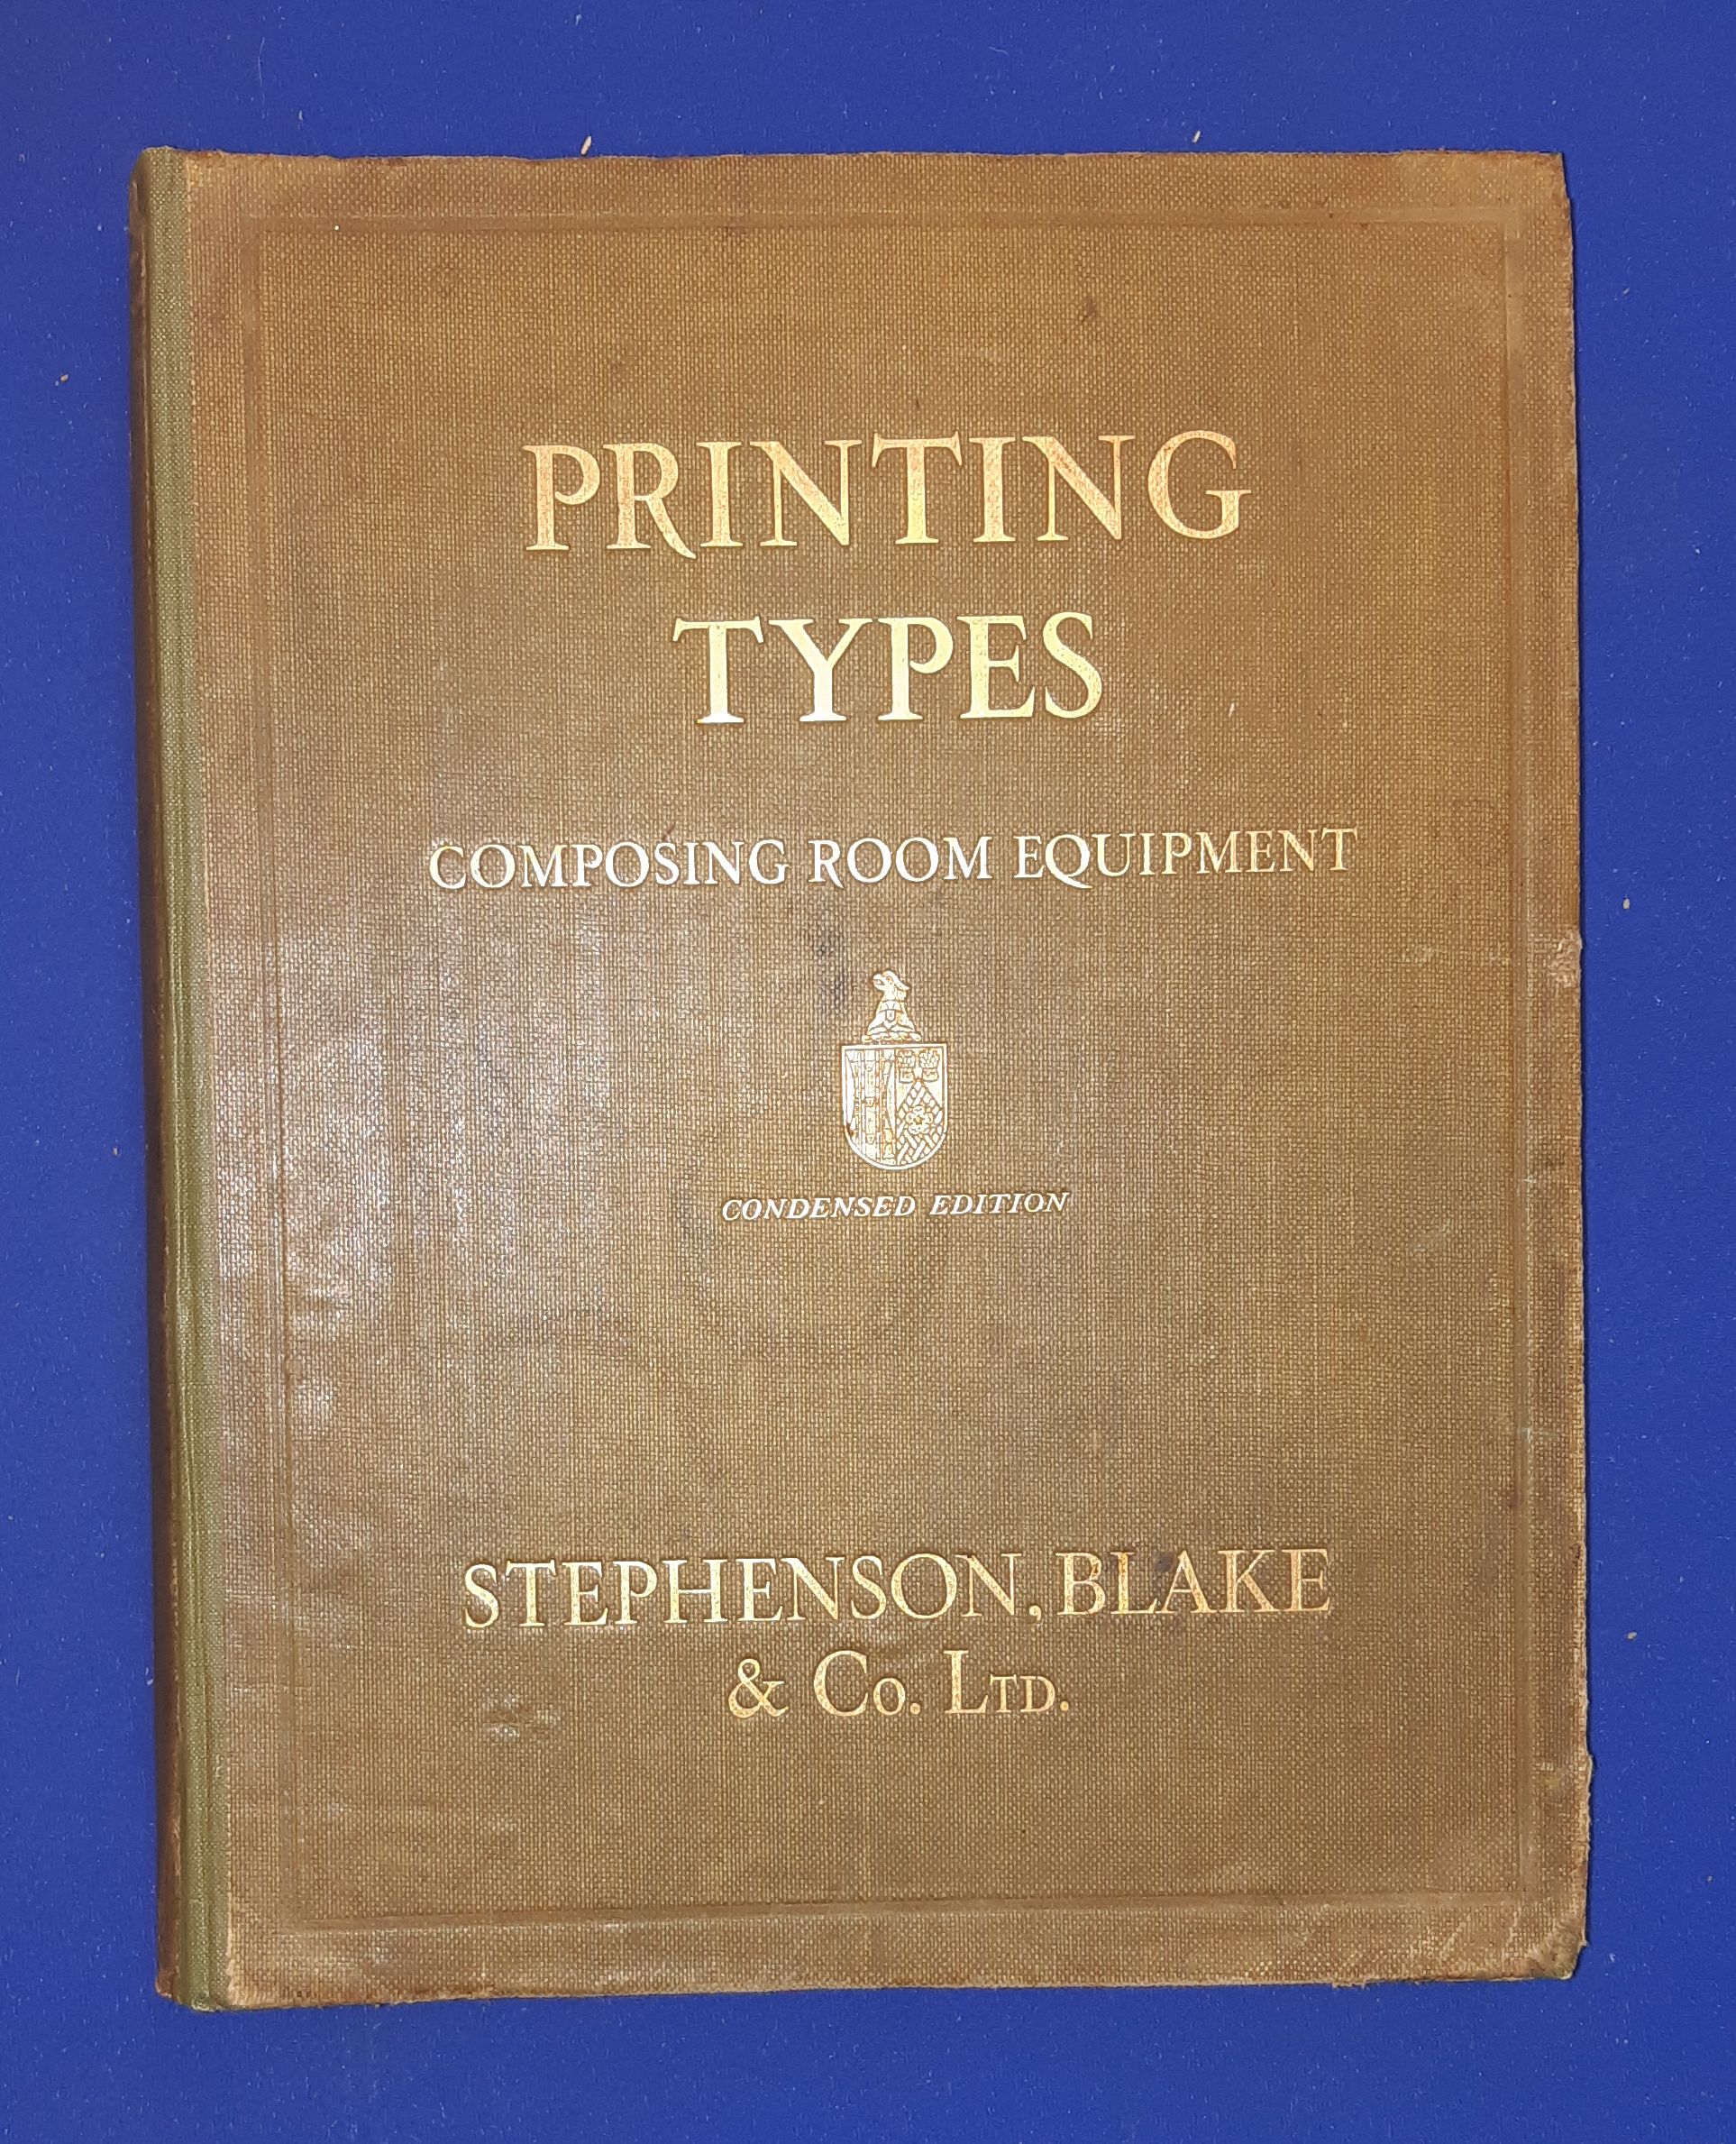 PRINTING
TYPES
COMPOSING ROOM EQUIPMENT
CONDENSED EDITION
STEPHENSON, BLAKE
& Co. LTD.